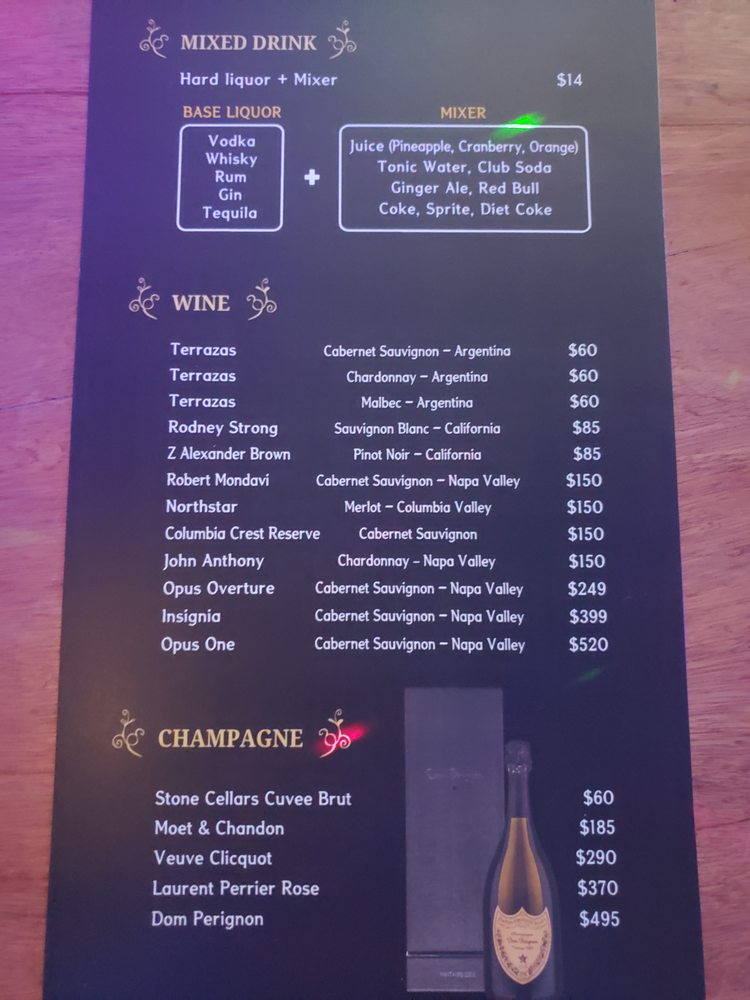 MIXED DRINK
Hard liquor + Mixer $14
BASE LIQUOR MIXER
Vodka
Whisky
Rum
Gin
Tequila
+
Juice (Pineapple, Cranberry, Orange)
Tonic Water, Club Soda
Ginger Ale, Red Bull
Coke, Sprite, Diet Coke
WINE
Terrazas Cabernet Sauvignon – Argentina $60
Terrazas Chardonnay – Argentina $60
Terrazas Malbec – Argentina $60
Rodney Strong Sauvignon Blanc – California $85
Z Alexander Brown Pinot Noir – California $85
Robert Mondavi Cabernet Sauvignon – Napa Valley $150
Northstar Merlot – Columbia Valley $150
Columbia Crest Reserve Cabernet Sauvignon $150
John Anthony Chardonnay - Napa Valley $150
Opus Overture Cabernet Sauvignon – Napa Valley $249
Insignia Cabernet Sauvignon – Napa Valley $399
Opus One Cabernet Sauvignon – Napa Valley $520
CHAMPAGNE
Stone Cellars Cuvee Brut $60
Moet & Chandon $185
Veuve Clicquot $290
Laurent Perrier Rose $370
Dom Perignon $495